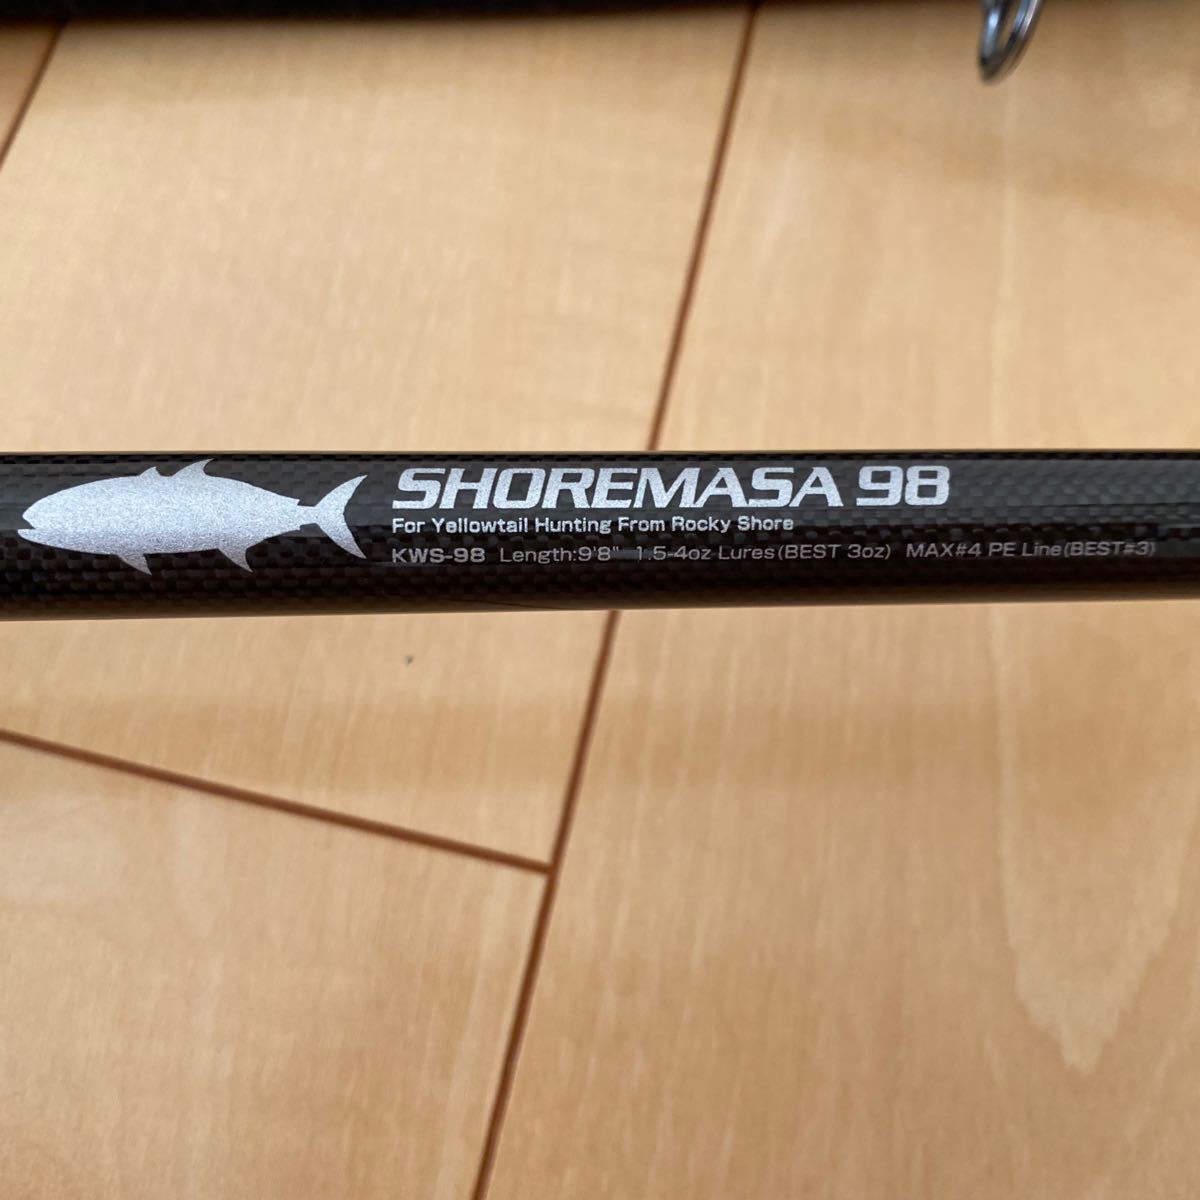 SHOREMASA 98
For Yellowtail Hunting From Rocky Shore
KWS-98 Length:9'8" 1.5-4oz Lures(BEST 3oz) MAX#4 PE Line(BEST#3)